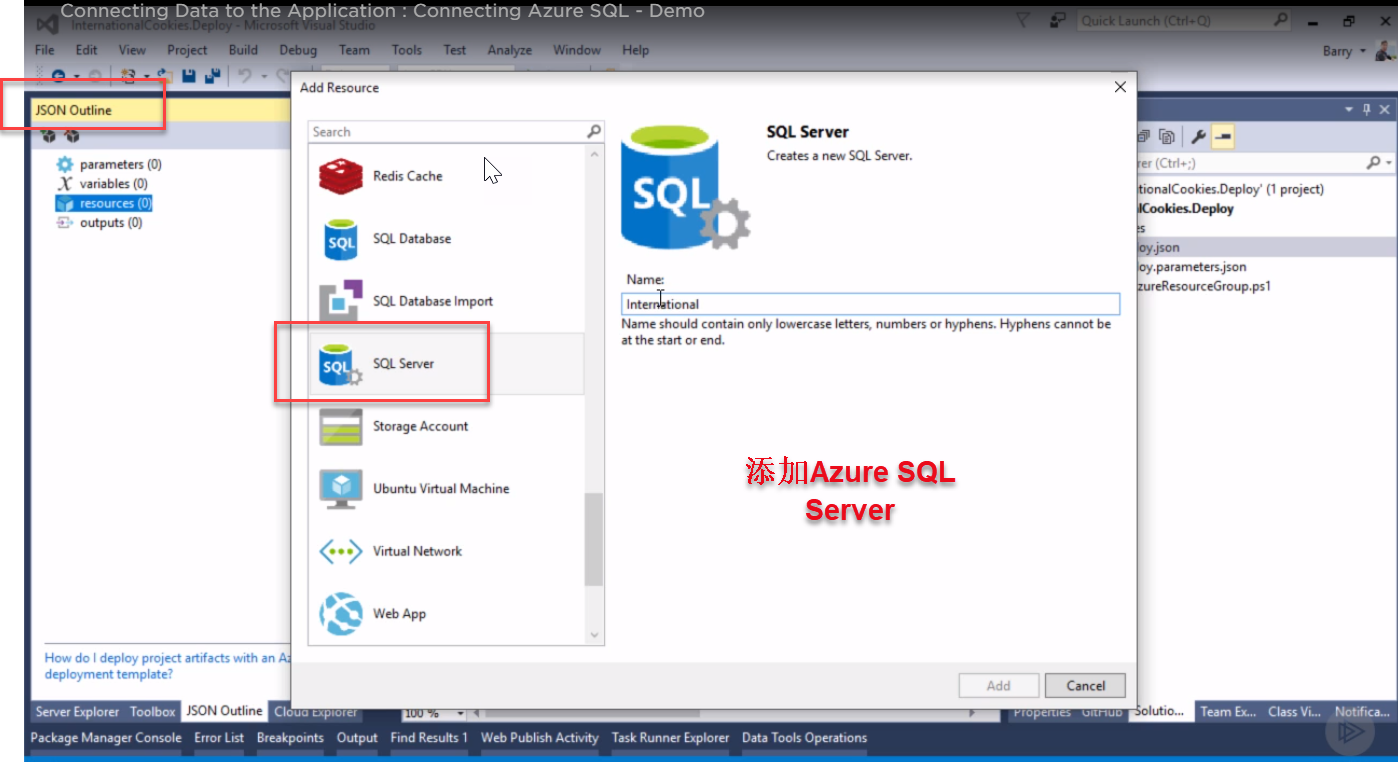 Connecting Data to the Application : Connecting Azure SQL - Demo
InternationalCookies.Deploy - Microsoft Visual Studio
Quick Launch (Ctrl+Q)
File Edit View Project Build Debug Team Tools Test Analyze Window Help
Barry
JSON Outline
parameters (0)
variables (0)
resources (0)
outputs (0)
How do I deploy project artifacts with an Az
deployment template?
Add Resource
Search
Redis Cache
SQL Database
SQL Database Import
SQL Server
Storage Account
Ubuntu Virtual Machine
Virtual Network
Web App
SQL Server
Creates a new SQL Server.
Name:
International
Name should contain only lowercase letters, numbers or hyphens. Hyphens cannot be
at the start or end.
添加Azure SQL
Server
Add Cancel
rer (Ctrl+;)
tionalCookies.Deploy' (1 project)
lCookies.Deploy
es
oy.json
oy.parameters.json
zureResourceGroup.ps1
Server Explorer Toolbox JSON Outline Cloud Explorer
100 %
Properties GitHub Solutio... Team Ex... Class Vi... Notifica...
Package Manager Console Error List Breakpoints Output Find Results 1 Web Publish Activity Task Runner Explorer Data Tools Operations